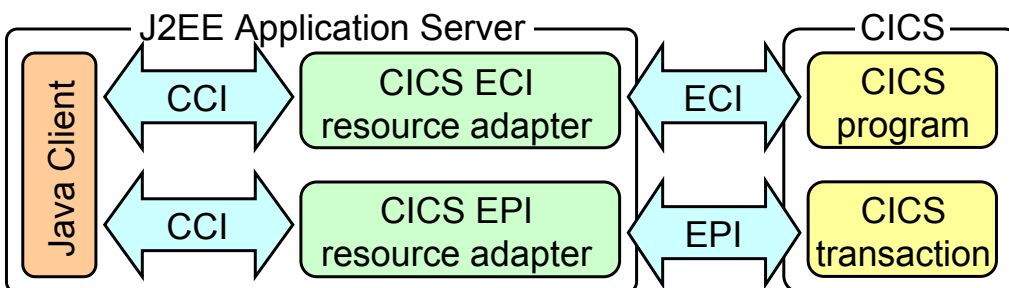 J2EE Application Server
CICS
Java Client
CCI
CICS ECI
resource adapter
ECI
CICS
program
CCI
CICS EPI
resource adapter
EPI
CICS
transaction